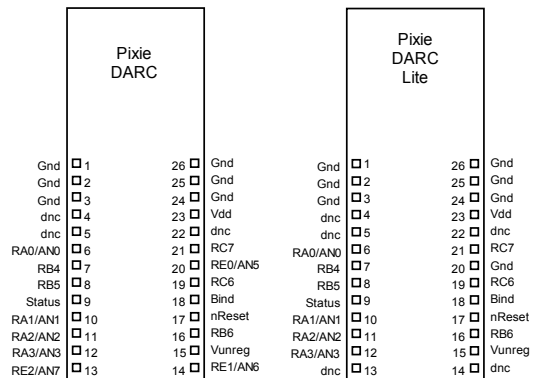 Pixie
DARC
Gnd 1 26 Gnd
Gnd 2 25 Gnd
Gnd 3 24 Gnd
dnc 4 23 Vdd
dnc 5 22 dnc
RA0/AN0 6 21 RC7
RB4 7 20 RE0/AN5
RB5 8 19 RC6
Status 9 18 Bind
RA1/AN1 10 17 nReset
RA2/AN2 11 16 RB6
RA3/AN3 12 15 Vunreg
RE2/AN7 13 14 RE1/AN6
Pixie
DARC
Lite
Gnd 1 26 Gnd
Gnd 2 25 Gnd
Gnd 3 24 Gnd
dnc 4 23 Vdd
dnc 5 22 dnc
RA0/AN0 6 21 RC7
RB4 7 20 Gnd
RB5 8 19 RC6
Status 9 18 Bind
RA1/AN1 10 17 nReset
RA2/AN2 11 16 RB6
RA3/AN3 12 15 Vunreg
dnc 13 14 dnc